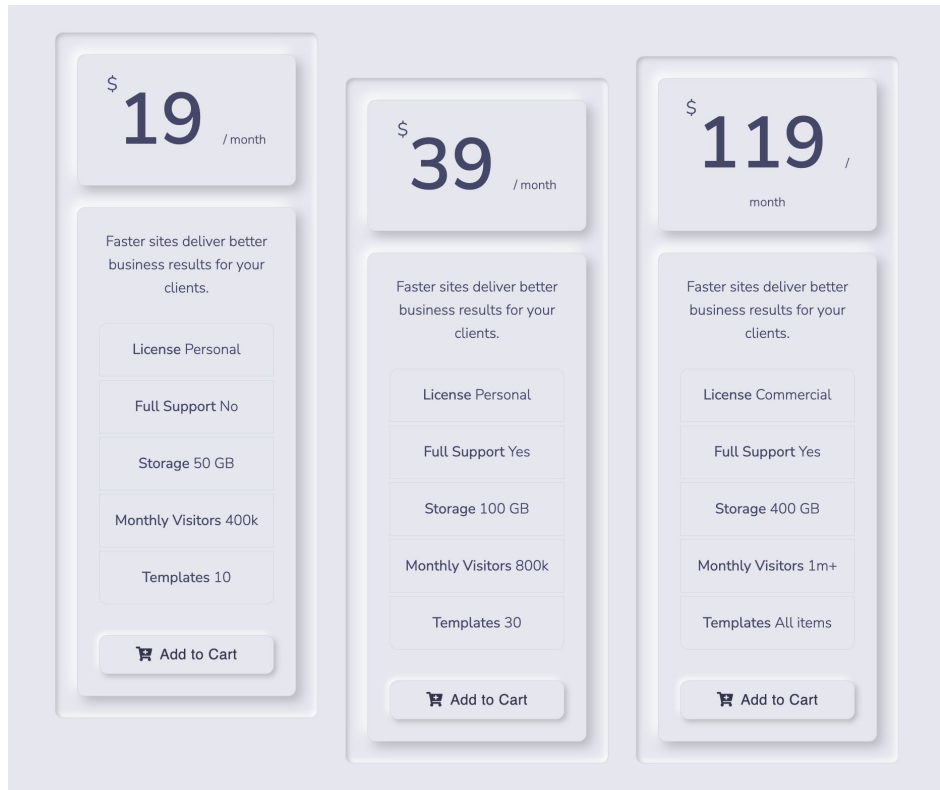 $
19 / month
Faster sites deliver better
business results for your
clients.
License Personal
Full Support No
Storage 50 GB
Monthly Visitors 400k
Templates 10
Add to Cart
$
39 / month
Faster sites deliver better
business results for your
clients.
License Personal
Full Support Yes
Storage 100 GB
Monthly Visitors 800k
Templates 30
Add to Cart
$
119 /
month
Faster sites deliver better
business results for your
clients.
License Commercial
Full Support Yes
Storage 400 GB
Monthly Visitors 1m+
Templates All items
Add to Cart